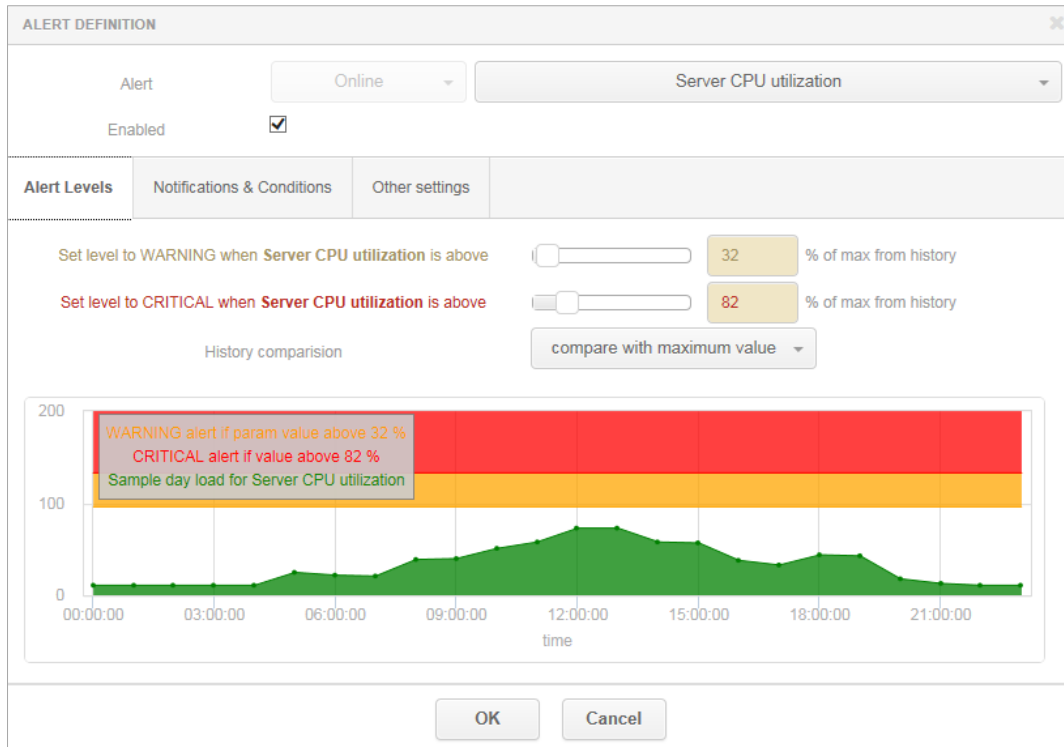 ALERT DEFINITION
Alert Online Server CPU utilization
Enabled
Alert Levels Notifications & Conditions Other settings
Set level to WARNING when Server CPU utilization is above 32 % of max from history
Set level to CRITICAL when Server CPU utilization is above 82 % of max from history
History comparision compare with maximum value
200
WARNING alert if param value above 32 %
CRITICAL alert if value above 82 %
Sample day load for Server CPU utilization
100
0
00:00:00 03:00:00 06:00:00 09:00:00 12:00:00 15:00:00 18:00:00 21:00:00
time
OK Cancel